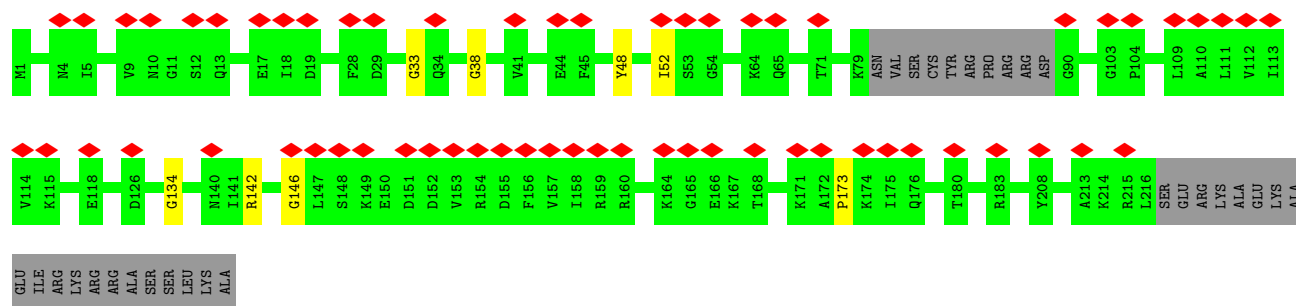 M1 N4 I5 V9 N10 G11 S12 Q13 E17 I18 D19 F28 D29 G33 Q34 G38 V41 E44 F45 Y48 I52 S53 G54 K64 Q65 T71 K79 ASN VAL SER CYS TYR ARG PRO ARG ARG ASP G90 G103 P104 L109 A110 L111 V112 I113
V114 K115 E118 D126 G134 N140 I141 R142 G146 L147 S148 K149 E150 D151 D152 V153 R154 D155 F156 V157 I158 R159 R160 K164 G165 E166 K167 T168 K171 A172 P173 K174 I175 Q176 T180 R183 Y208 A213 K214 R215 L216 SER GLU ARG LYS ALA GLU LYS ALA
GLU ILE ARG LYS ARG ARG ALA SER SER LEU LYS ALA